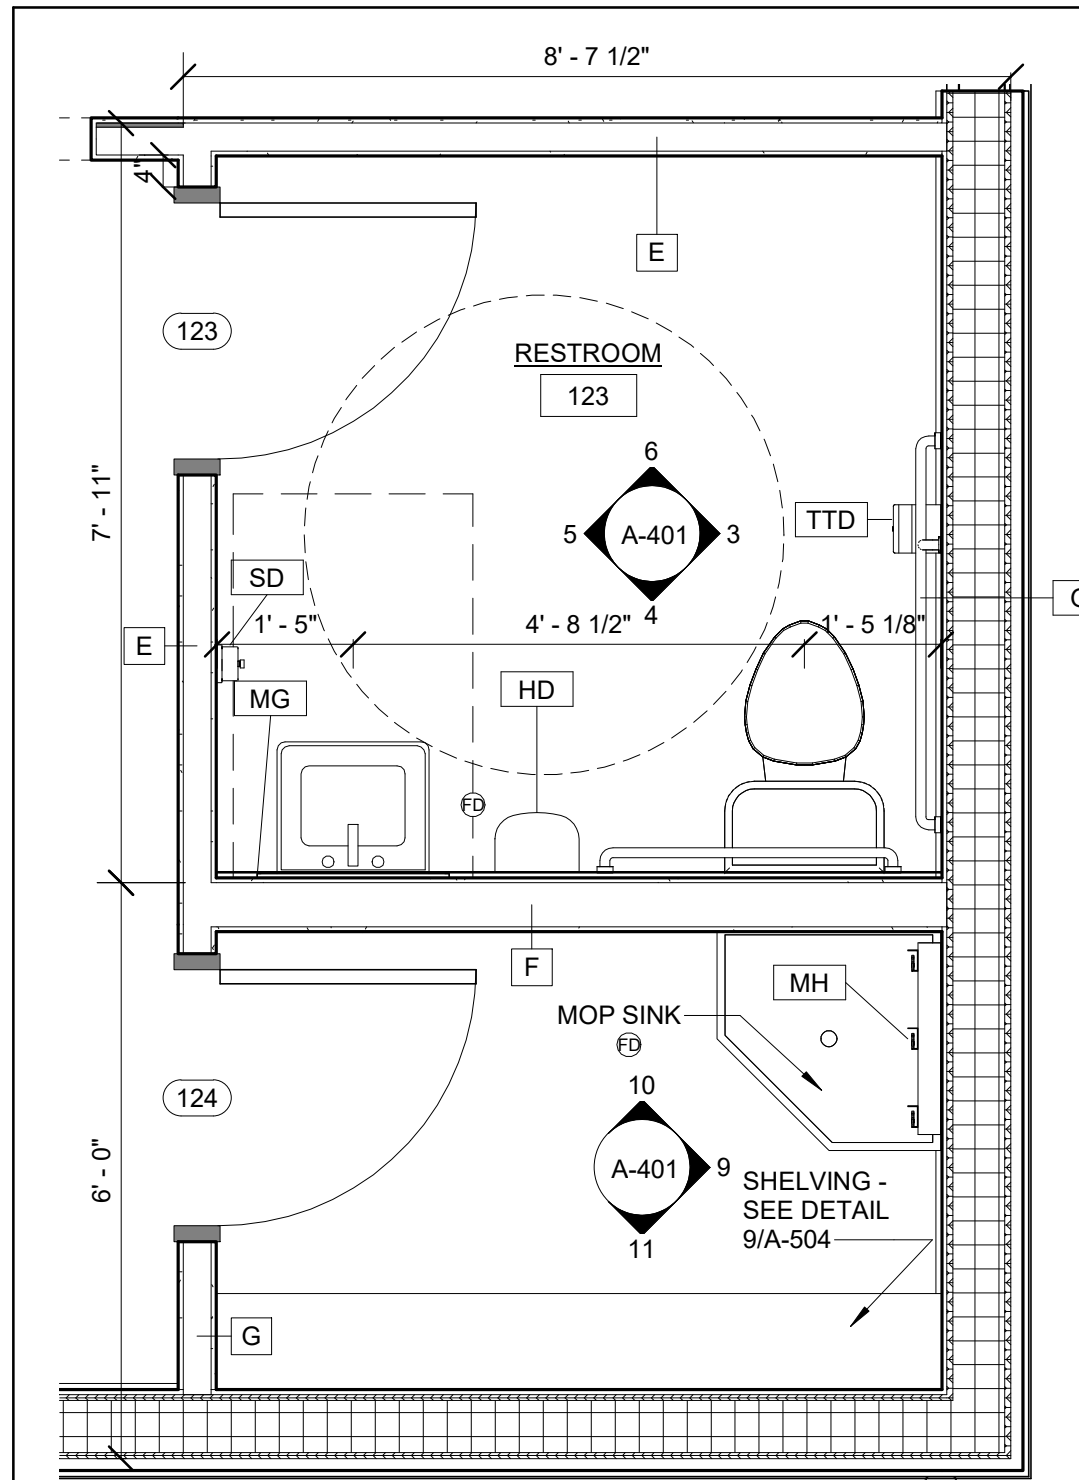 8' - 7 1/2"
4"
E
123
RESTROOM
123
6
5
A-401
3
4
TTD
7' - 11"
SD
1' - 5"
4' - 8 1/2"
1' - 5 1/8"
E
MG
HD
FD
F
MH
MOP SINK
FD
124
10
A-401
9
11
6' - 0"
SHELVING -
SEE DETAIL
9/A-504
G